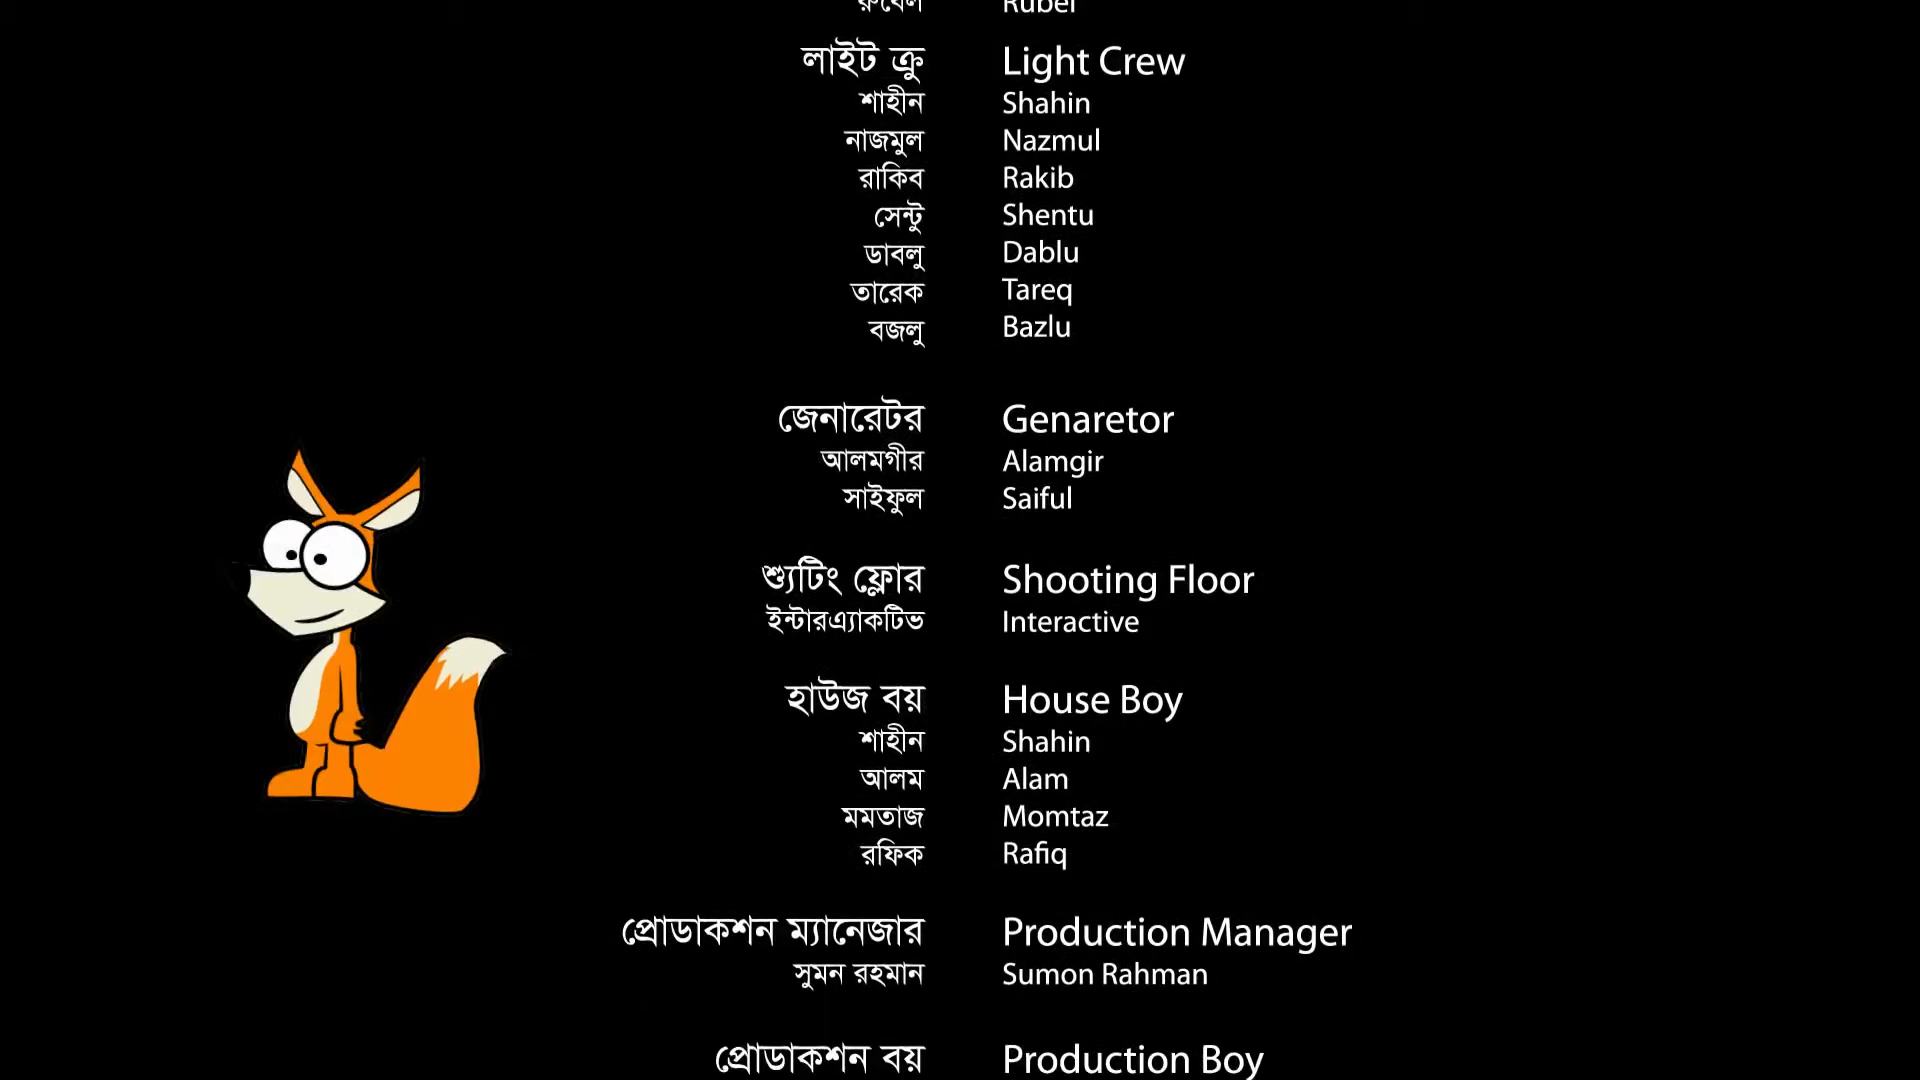 রুবেল Rubel
লাইট ক্রু Light Crew
শাহীন Shahin
নাজমুল Nazmul
রাকিব Rakib
সেন্টু Shentu
ডাবলু Dablu
তারেক Tareq
বজলু Bazlu
জেনারেটর Genaretor
আলমগীর Alamgir
সাইফুল Saiful
শ্যুটিং ফ্লোর Shooting Floor
ইন্টারএ্যাকটিভ Interactive
হাউজ বয় House Boy
শাহীন Shahin
আলম Alam
মমতাজ Momtaz
রফিক Rafiq
প্রোডাকশন ম্যানেজার Production Manager
সুমন রহমান Sumon Rahman
প্রোডাকশন বয় Production Boy